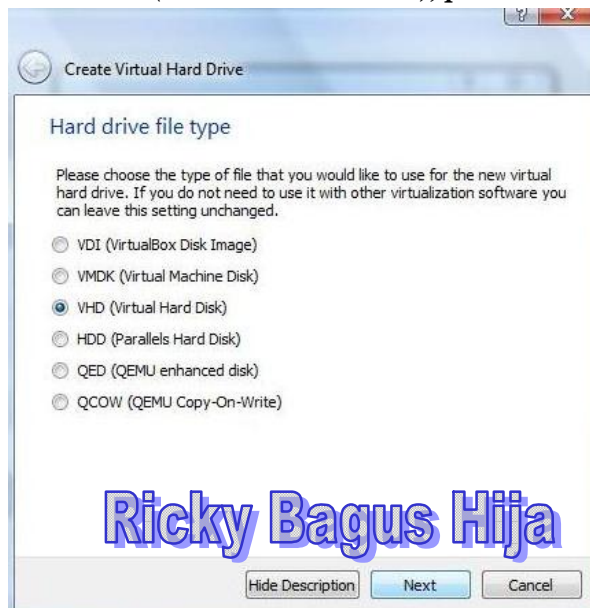 Create Virtual Hard Drive
Hard drive file type
Please choose the type of file that you would like to use for the new virtual
hard drive. If you do not need to use it with other virtualization software you
can leave this setting unchanged.
VDI (VirtualBox Disk Image)
VMDK (Virtual Machine Disk)
VHD (Virtual Hard Disk)
HDD (Parallels Hard Disk)
QED (QEMU enhanced disk)
QCOW (QEMU Copy-On-Write)
Ricky Bagus Hija
Hide Description Next Cancel